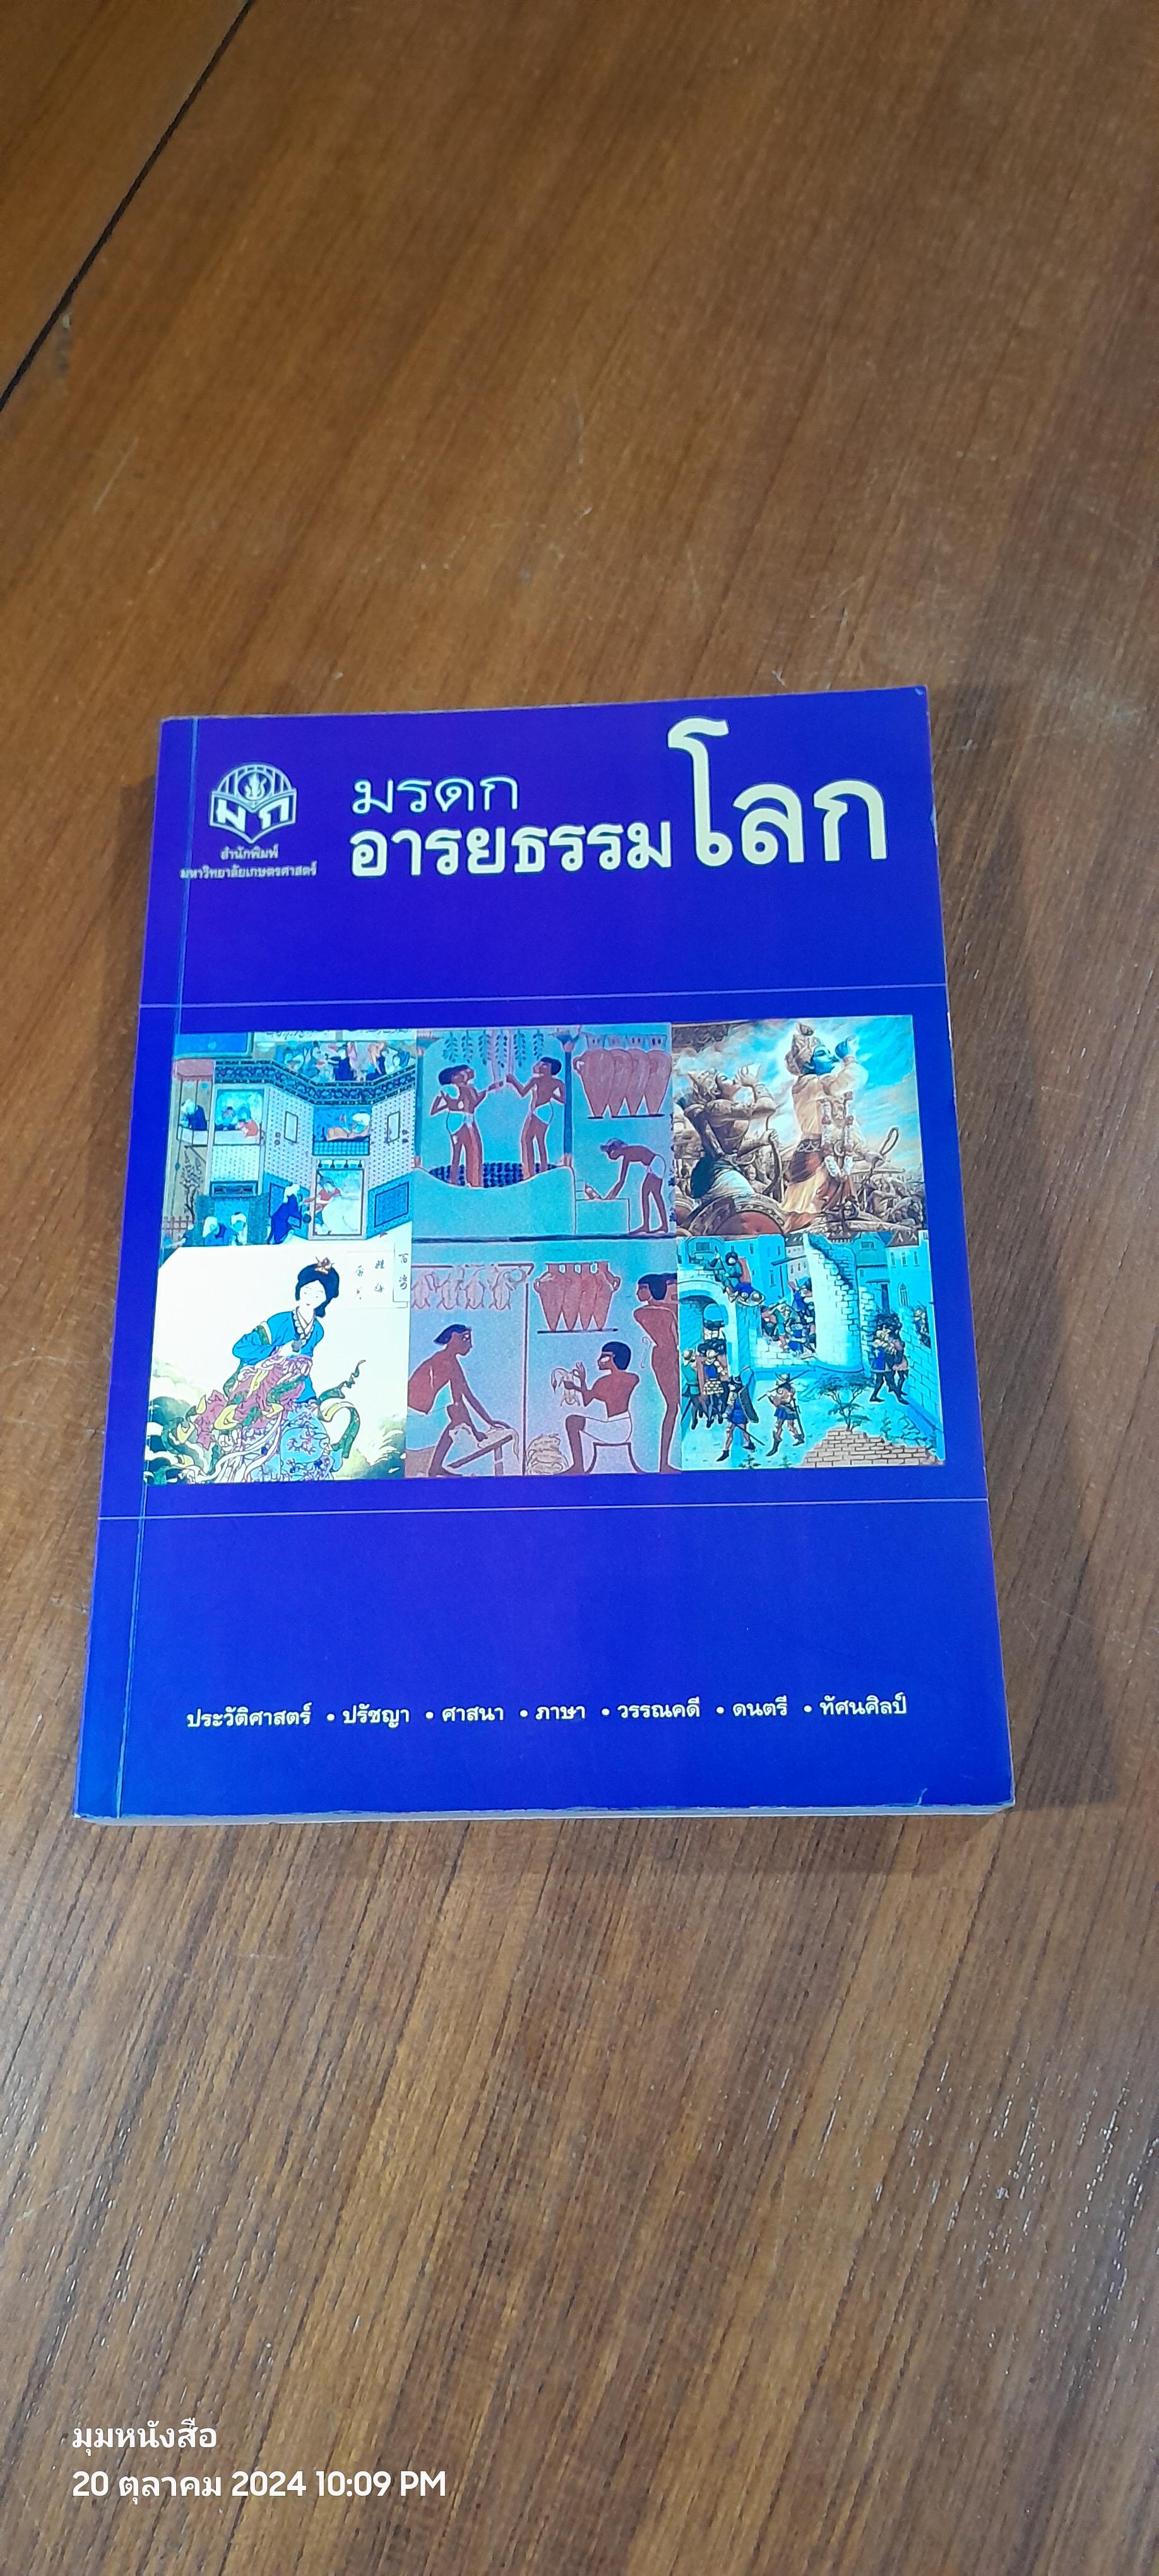 มรดก
อารยธรรมโลก
มก
สำนักพิมพ์
มหาวิทยาลัยเกษตรศาสตร์
ประวัติศาสตร์ • ปรัชญา • ศาสนา • ภาษา • วรรณคดี • ดนตรี • ทัศนศิลป์
มุมหนังสือ
20 ตุลาคม 2024 10:09 PM